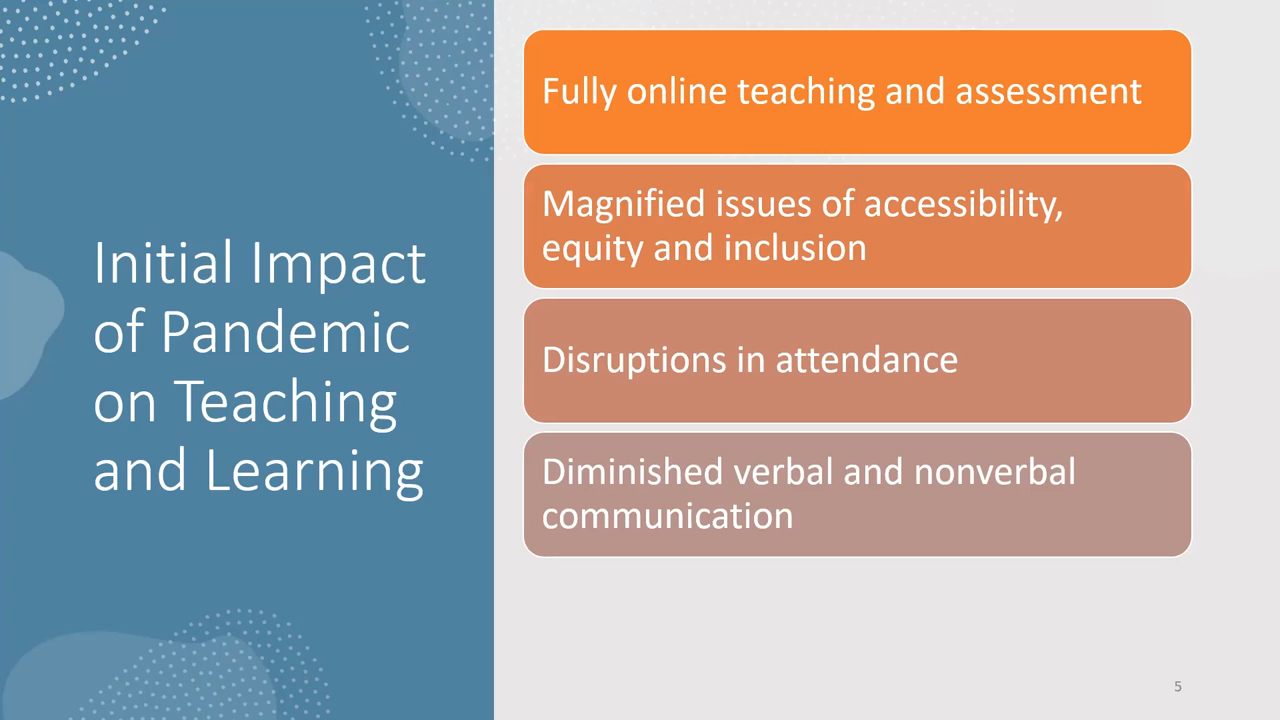 Initial Impact
of Pandemic
on Teaching
and Learning
Fully online teaching and assessment
Magnified issues of accessibility,
equity and inclusion
Disruptions in attendance
Diminished verbal and nonverbal
communication
5